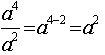 a⁴/a² = a⁴⁻² = a²